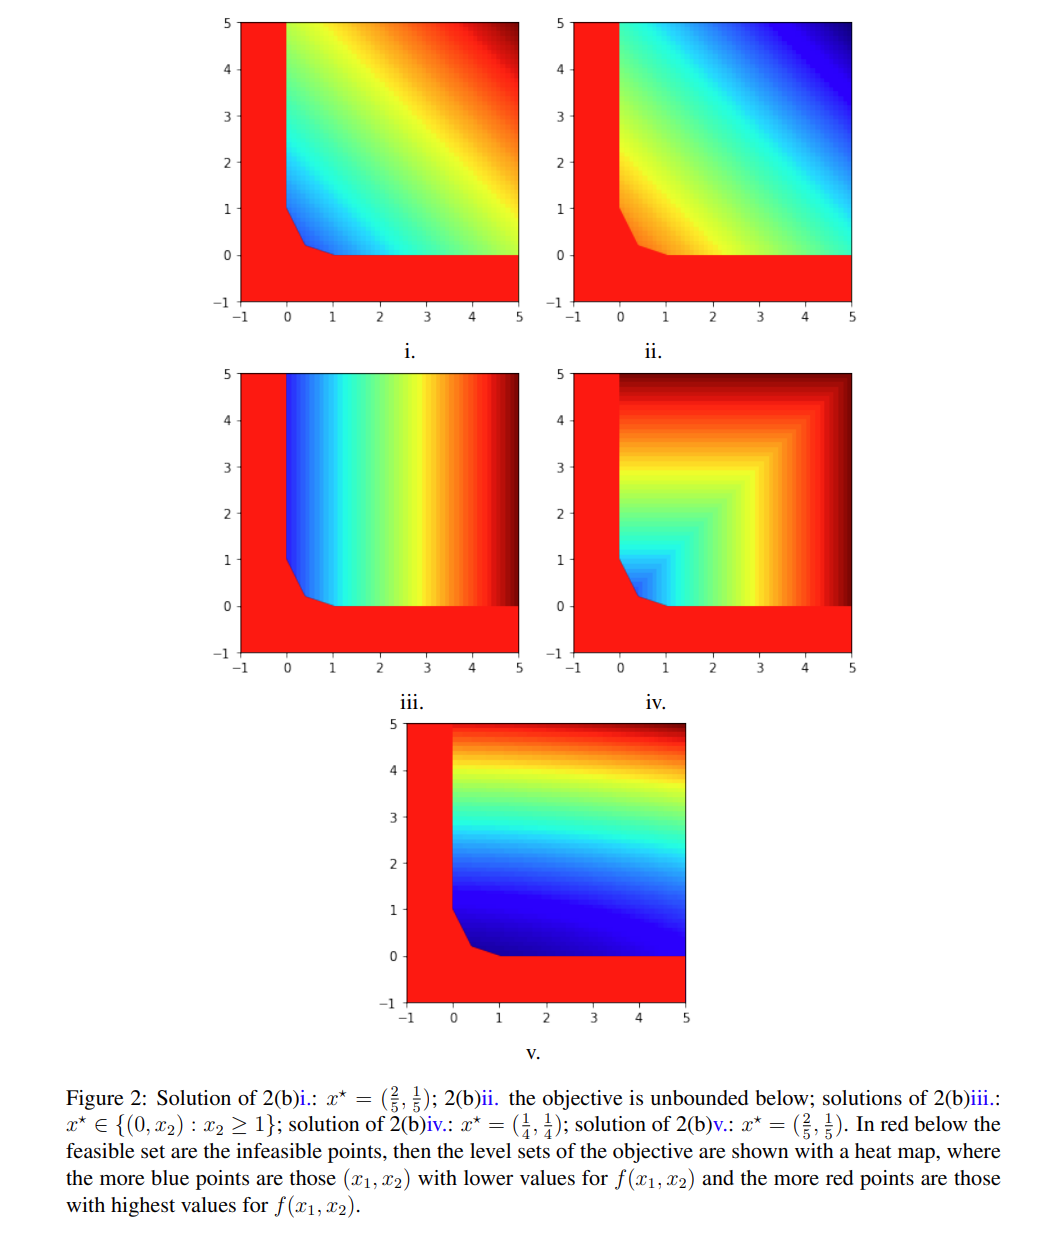 5
4
3
2
1
0
−1
−1 0 1 2 3 4 5
i.
5
4
3
2
1
0
−1
−1 0 1 2 3 4 5
ii.
5
4
3
2
1
0
−1
−1 0 1 2 3 4 5
iii.
5
4
3
2
1
0
−1
−1 0 1 2 3 4 5
iv.
5
4
3
2
1
0
−1
−1 0 1 2 3 4 5
v.
Figure 2: Solution of 2(b)i.: x⋆ = (2/5, 1/5); 2(b)ii. the objective is unbounded below; solutions of 2(b)iii.:
x⋆ ∈ {(0, x₂) : x₂ ≥ 1}; solution of 2(b)iv.: x⋆ = (1/4, 1/4); solution of 2(b)v.: x⋆ = (2/5, 1/5). In red below the
feasible set are the infeasible points, then the level sets of the objective are shown with a heat map, where
the more blue points are those (x₁, x₂) with lower values for f(x₁, x₂) and the more red points are those
with highest values for f(x₁, x₂).